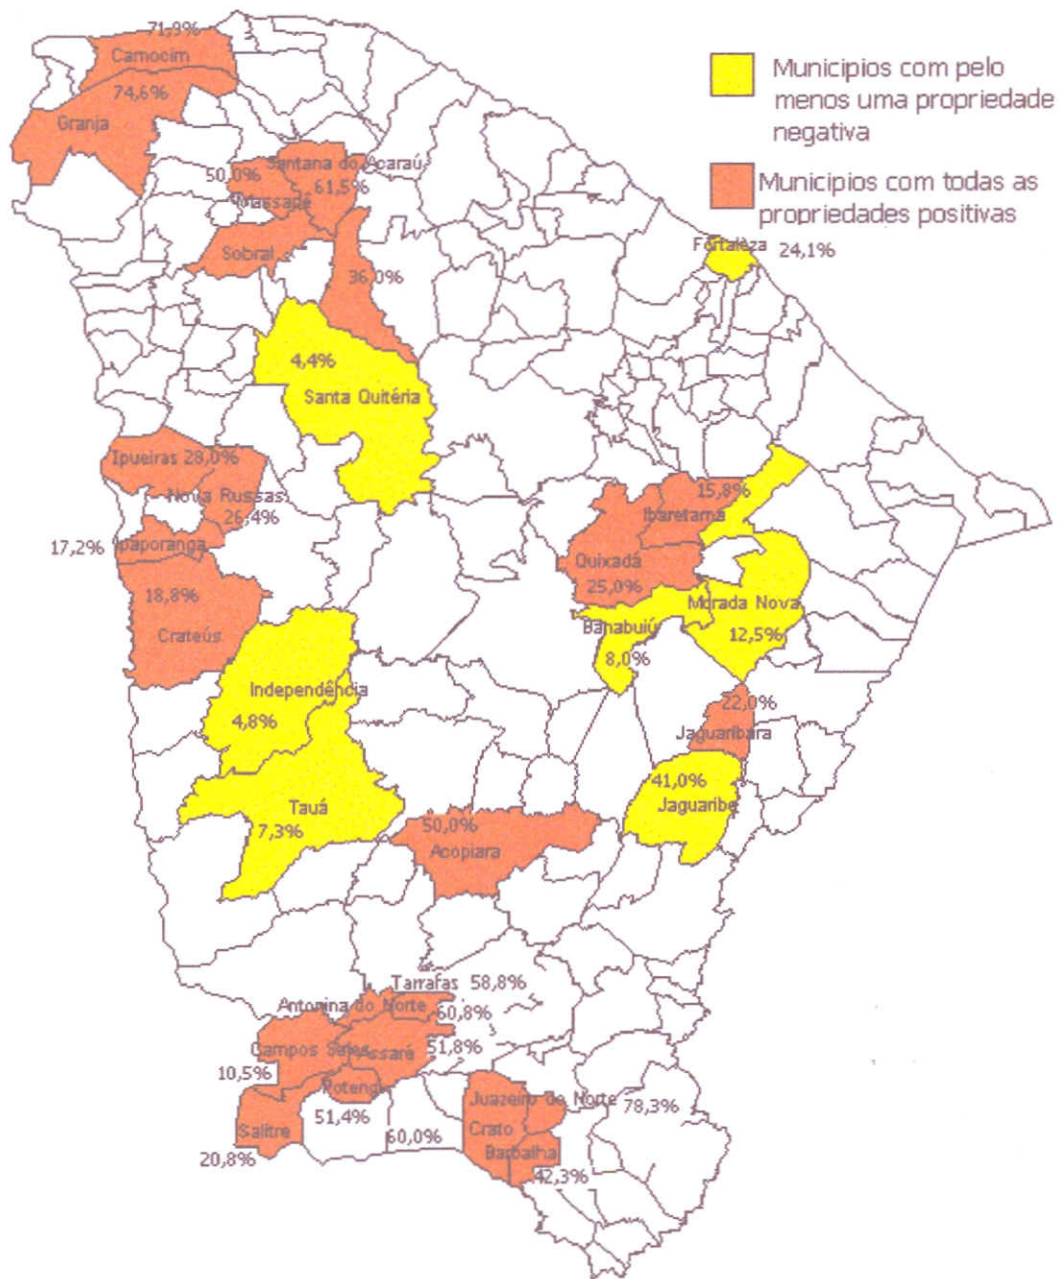 71,9%
Camocim
74,6%
Granja
Municipios com pelo
menos uma propriedade
negativa
Municipios com todas as
propriedades positivas
Santana do Acaraú
50,0%
61,5%
Massapê
Sobral
36,0%
Fortaleza 24,1%
4,4%
Santa Quitéria
Ipueiras 28,0%
Nova Russas
26,4%
17,2% Ipaporanga
18,8%
Crateús
15,8%
Ibaretama
Quixadá
25,0%
Morada Nova
12,5%
Banabuiú
8,0%
Independência
4,8%
22,0%
Jaguaribara
41,0%
Jaguaribe
Tauá
7,3%
50,0%
Acopiara
Tarrafas 58,8%
Antonina do Norte 60,8%
Campos Sales
Assaré 51,8%
10,5%
Potengi
51,4%
Salitre
20,8%
60,0%
Juazeiro do Norte 78,3%
Crato
Barbalha
42,3%